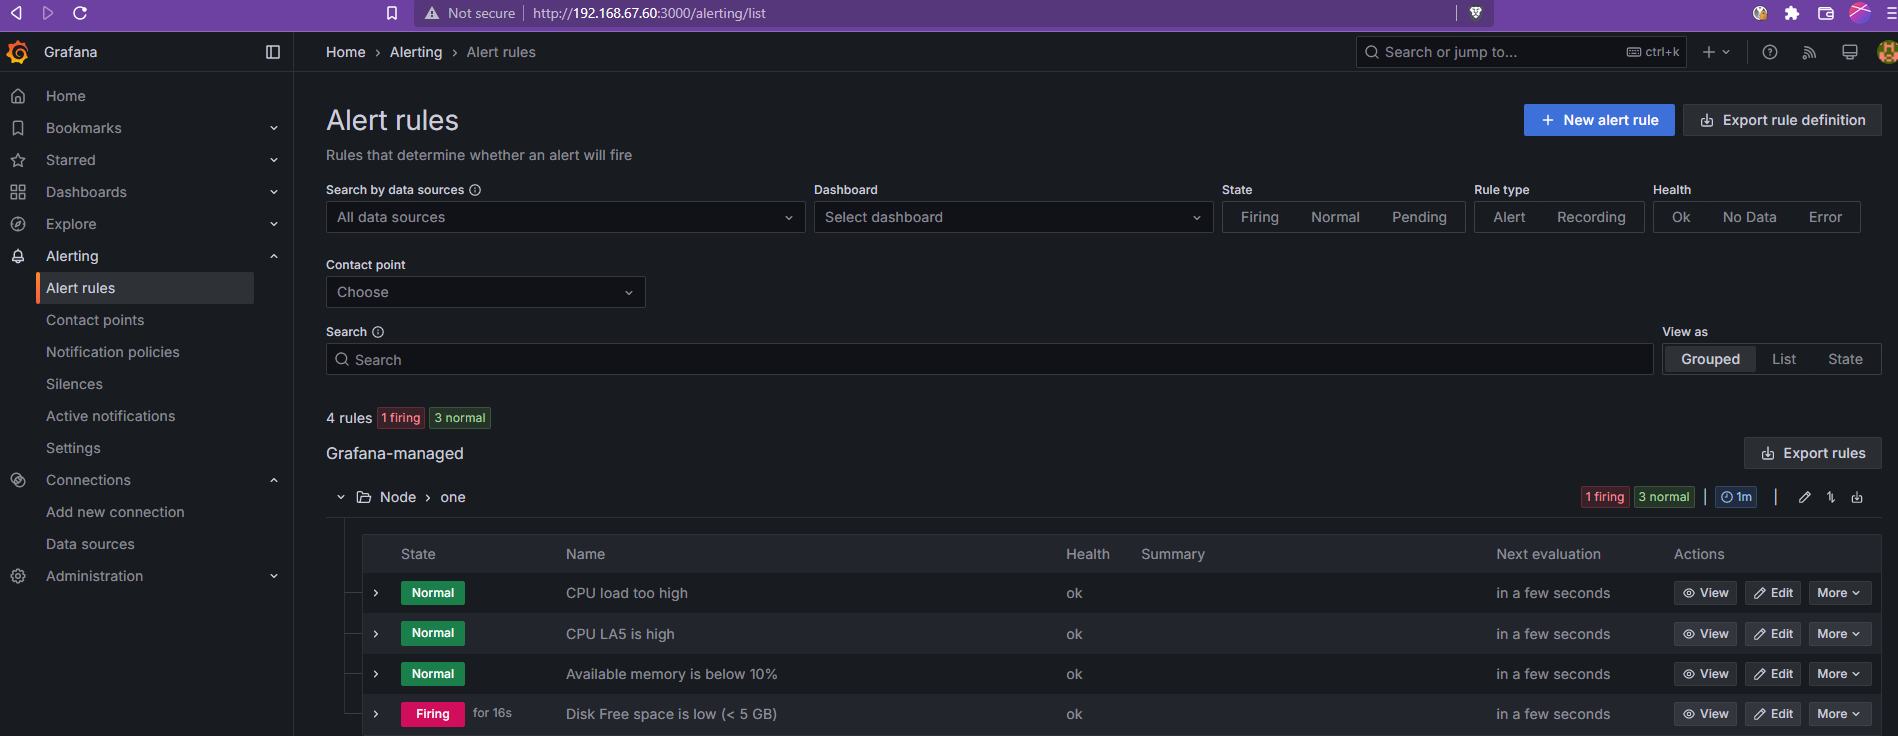 Not secure http://192.168.67.60:3000/alerting/list
Grafana
Home › Alerting › Alert rules
Search or jump to... ctrl+k
Home
Bookmarks
Starred
Dashboards
Explore
Alerting
Alert rules
Contact points
Notification policies
Silences
Active notifications
Settings
Connections
Add new connection
Data sources
Administration
Alert rules
+ New alert rule Export rule definition
Rules that determine whether an alert will fire
Search by data sources Dashboard State Rule type Health
All data sources Select dashboard Firing Normal Pending Alert Recording Ok No Data Error
Contact point
Choose
Search View as
Search Grouped List State
4 rules 1 firing 3 normal
Grafana-managed Export rules
Node › one 1 firing 3 normal 1m
State Name Health Summary Next evaluation Actions
Normal CPU load too high ok in a few seconds View Edit More
Normal CPU LA5 is high ok in a few seconds View Edit More
Normal Available memory is below 10% ok in a few seconds View Edit More
Firing for 16s Disk Free space is low (< 5 GB) ok in a few seconds View Edit More